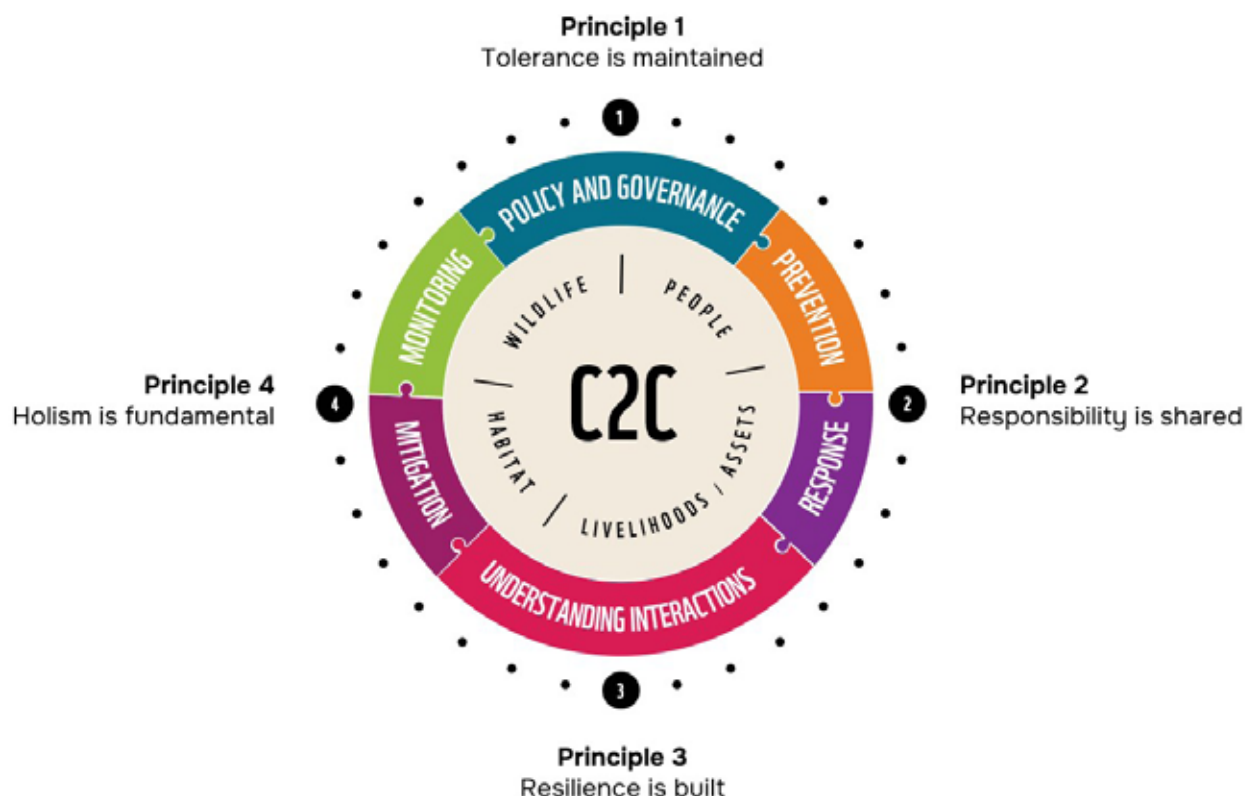 Principle 1
Tolerance is maintained
1
POLICY AND GOVERNANCE
MONITORING
PREVENTION
WILDLIFE
PEOPLE
Principle 4
Holism is fundamental
4
C2C
2
Principle 2
Responsibility is shared
HABITAT
LIVELIHOODS / ASSETS
MITIGATION
RESPONSE
UNDERSTANDING INTERACTIONS
3
Principle 3
Resilience is built